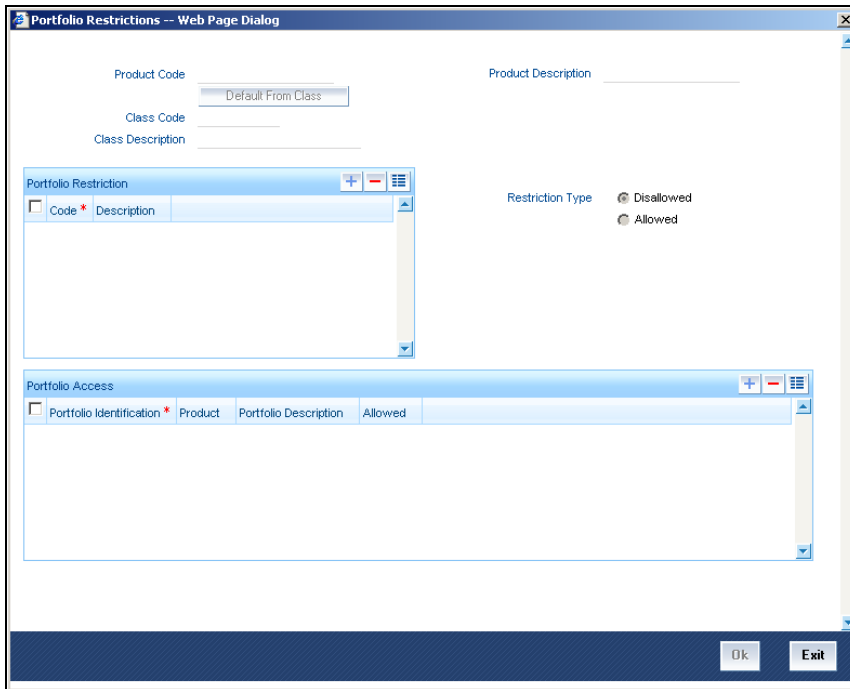 Portfolio Restrictions -- Web Page Dialog
Product Code
Product Description
Default From Class
Class Code
Class Description
Portfolio Restriction
Code * Description
Restriction Type
Disallowed
Allowed
Portfolio Access
Portfolio Identification * Product Portfolio Description Allowed
Ok Exit